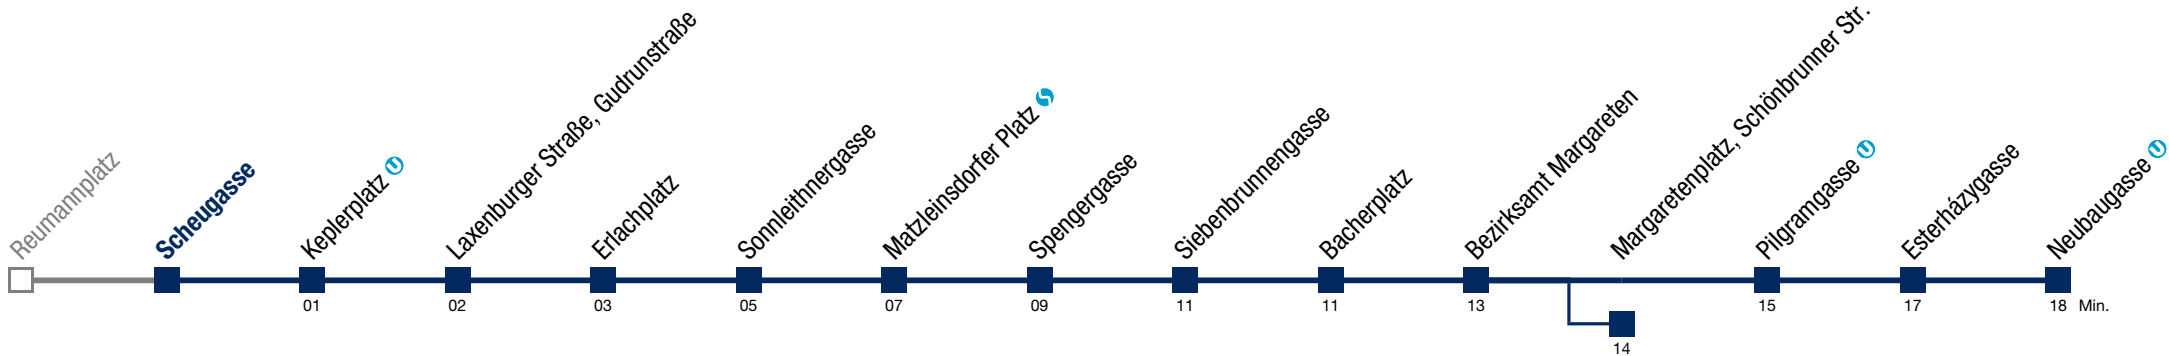 Reumannplatz
Scheugasse
Keplerplatz
Laxenburger Straße, Gudrunstraße
Erlachplatz
Sonnleithnergasse
Matzleinsdorfer Platz
Spengergasse
Siebenbrunnengasse
Bacherplatz
Bezirksamt Margareten
Margaretenplatz, Schönbrunner Str.
Pilgramgasse
Esterházygasse
Neubaugasse
01 02 03 05 07 09 11 11 13 15 17 18 Min.
14